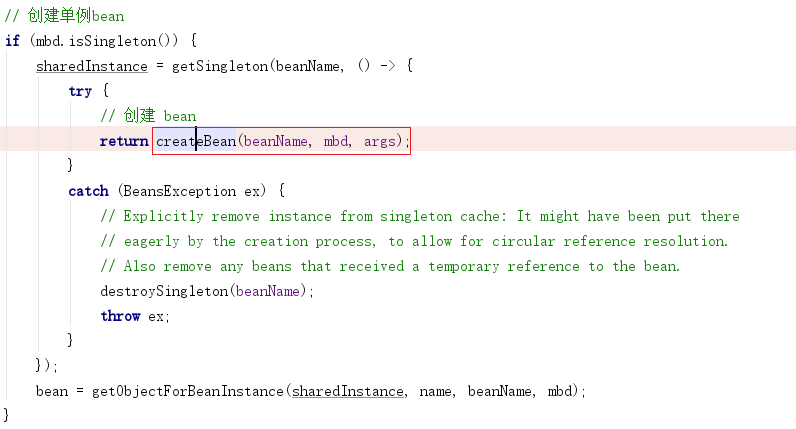 // 创建单例bean
if (mbd.isSingleton()) {
sharedInstance = getSingleton(beanName, () -> {
try {
// 创建 bean
return createBean(beanName, mbd, args);
}
catch (BeansException ex) {
// Explicitly remove instance from singleton cache: It might have been put there
// eagerly by the creation process, to allow for circular reference resolution.
// Also remove any beans that received a temporary reference to the bean.
destroySingleton(beanName);
throw ex;
}
});
bean = getObjectForBeanInstance(sharedInstance, name, beanName, mbd);
}